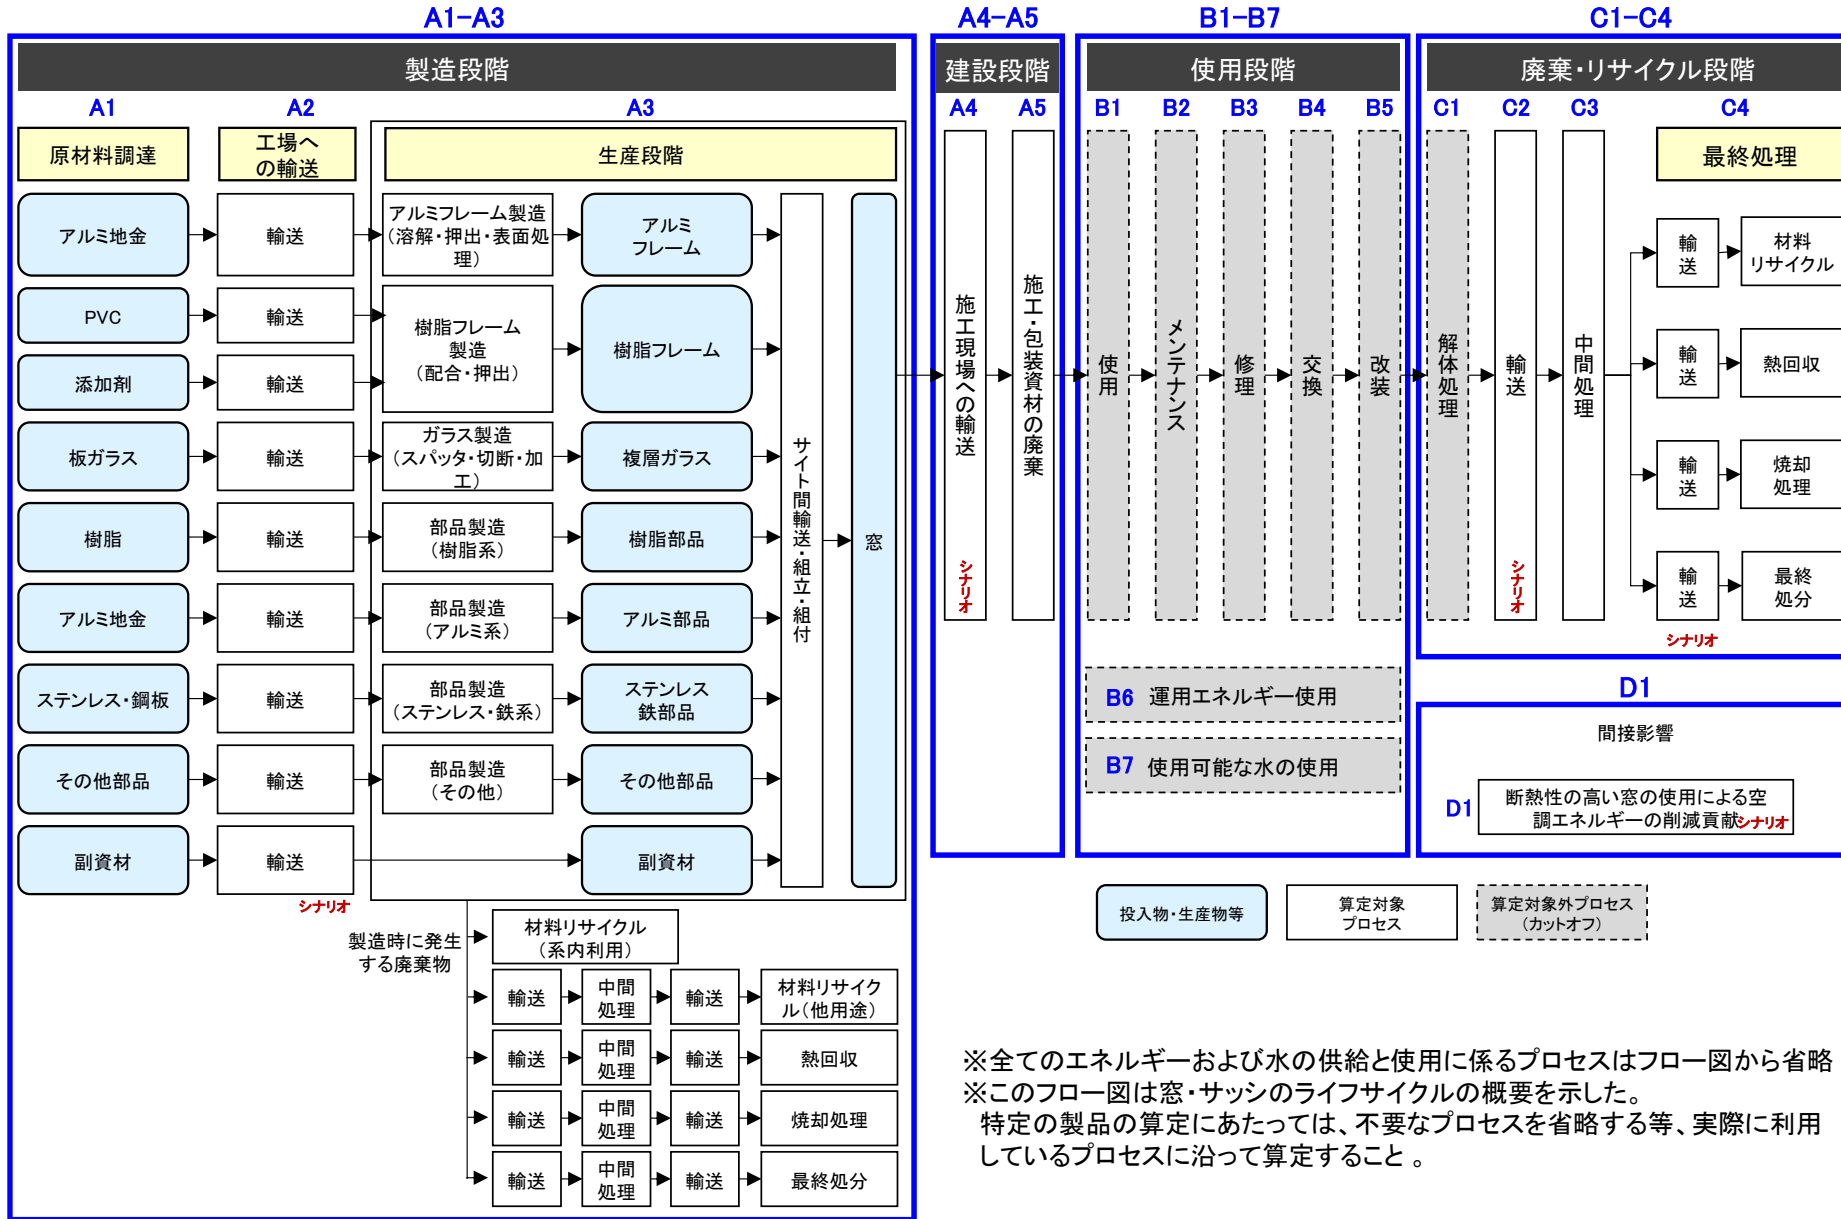 A1-A3
製造段階
A1
A2
A3
原材料調達
工場へ
の輸送
生産段階
アルミ地金
輸送
アルミフレーム製造
(溶解・押出・表面処
理)
アルミ
フレーム
PVC
輸送
添加剤
輸送
樹脂フレーム
製造
(配合・押出)
樹脂フレーム
板ガラス
輸送
ガラス製造
(スパッタ・切断・加
工)
複層ガラス
樹脂
輸送
部品製造
(樹脂系)
樹脂部品
アルミ地金
輸送
部品製造
(アルミ系)
アルミ部品
ステンレス・鋼板
輸送
部品製造
(ステンレス・鉄系)
ステンレス
鉄部品
その他部品
輸送
部品製造
(その他)
その他部品
副資材
輸送
副資材
シナリオ
サイト間輸送・組立・組付
窓
製造時に発生
する廃棄物
材料リサイクル
(系内利用)
輸送
中間
処理
輸送
材料リサイク
ル(他用途)
輸送
中間
処理
輸送
熱回収
輸送
中間
処理
輸送
焼却処理
輸送
中間
処理
輸送
最終処分
A4-A5
建設段階
A4
A5
施工現場への輸送
シナリオ
施工・包装資材の廃棄
B1-B7
使用段階
B1
B2
B3
B4
B5
使用
メンテナンス
修理
交換
改装
B6 運用エネルギー使用
B7 使用可能な水の使用
C1-C4
廃棄・リサイクル段階
C1
C2
C3
C4
最終処理
解体処理
輸送
シナリオ
中間処理
輸送
材料
リサイクル
輸送
熱回収
輸送
焼却
処理
輸送
最終
処分
シナリオ
D1
間接影響
D1
断熱性の高い窓の使用による空
調エネルギーの削減貢献シナリオ
投入物・生産物等
算定対象
プロセス
算定対象外プロセス
(カットオフ)
※全てのエネルギーおよび水の供給と使用に係るプロセスはフロー図から省略
※このフロー図は窓・サッシのライフサイクルの概要を示した。
特定の製品の算定にあたっては、不要なプロセスを省略する等、実際に利用
しているプロセスに沿って算定すること 。